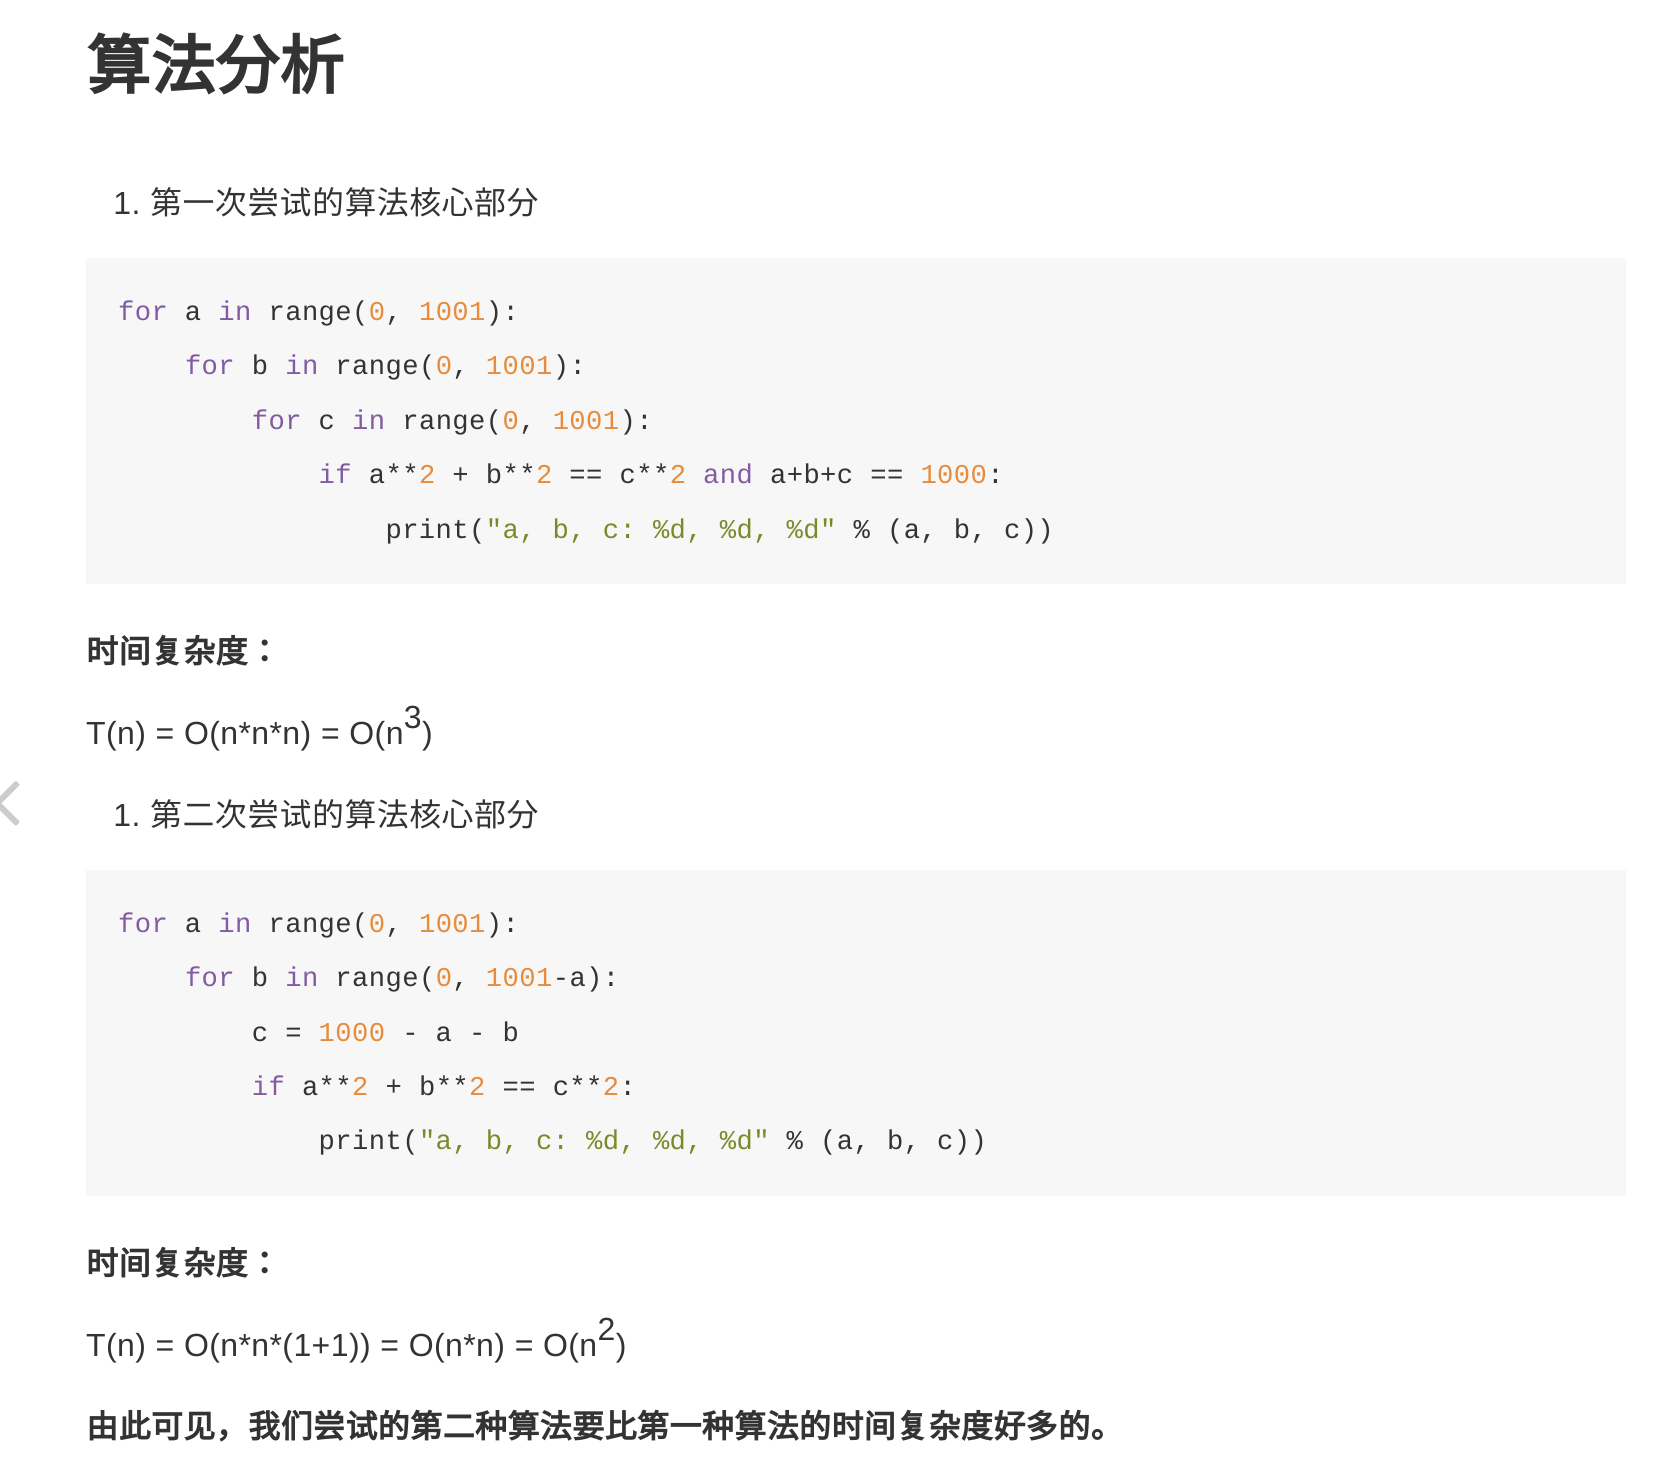 算法分析
1. 第一次尝试的算法核心部分
for a in range(0, 1001):
    for b in range(0, 1001):
        for c in range(0, 1001):
            if a**2 + b**2 == c**2 and a+b+c == 1000:
                print("a, b, c: %d, %d, %d" % (a, b, c))
时间复杂度：
T(n) = O(n*n*n) = O(n³)
1. 第二次尝试的算法核心部分
for a in range(0, 1001):
    for b in range(0, 1001-a):
        c = 1000 - a - b
        if a**2 + b**2 == c**2:
            print("a, b, c: %d, %d, %d" % (a, b, c))
时间复杂度：
T(n) = O(n*n*(1+1)) = O(n*n) = O(n²)
由此可见，我们尝试的第二种算法要比第一种算法的时间复杂度好多的。